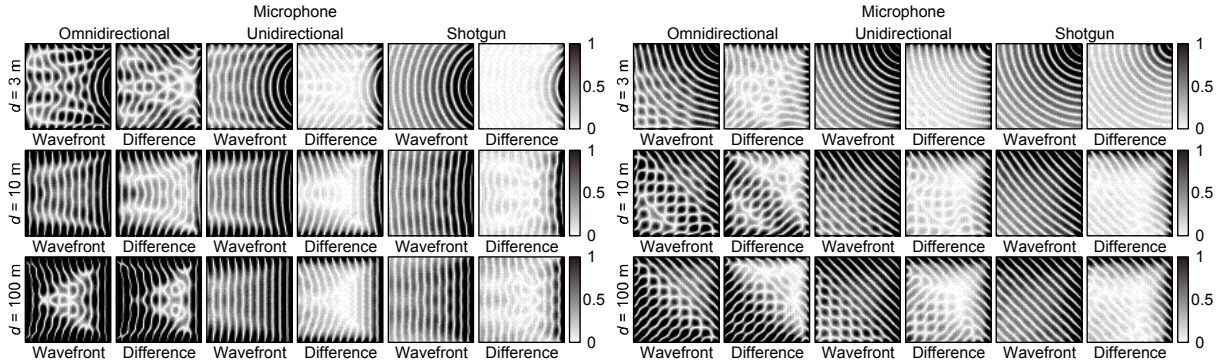 Microphone
Omnidirectional Unidirectional Shotgun
d = 3 m
1
0.5
0
Wavefront Difference Wavefront Difference Wavefront Difference
d = 10 m
1
0.5
0
Wavefront Difference Wavefront Difference Wavefront Difference
d = 100 m
1
0.5
0
Wavefront Difference Wavefront Difference Wavefront Difference
Microphone
Omnidirectional Unidirectional Shotgun
d = 3 m
1
0.5
0
Wavefront Difference Wavefront Difference Wavefront Difference
d = 10 m
1
0.5
0
Wavefront Difference Wavefront Difference Wavefront Difference
d = 100 m
1
0.5
0
Wavefront Difference Wavefront Difference Wavefront Difference